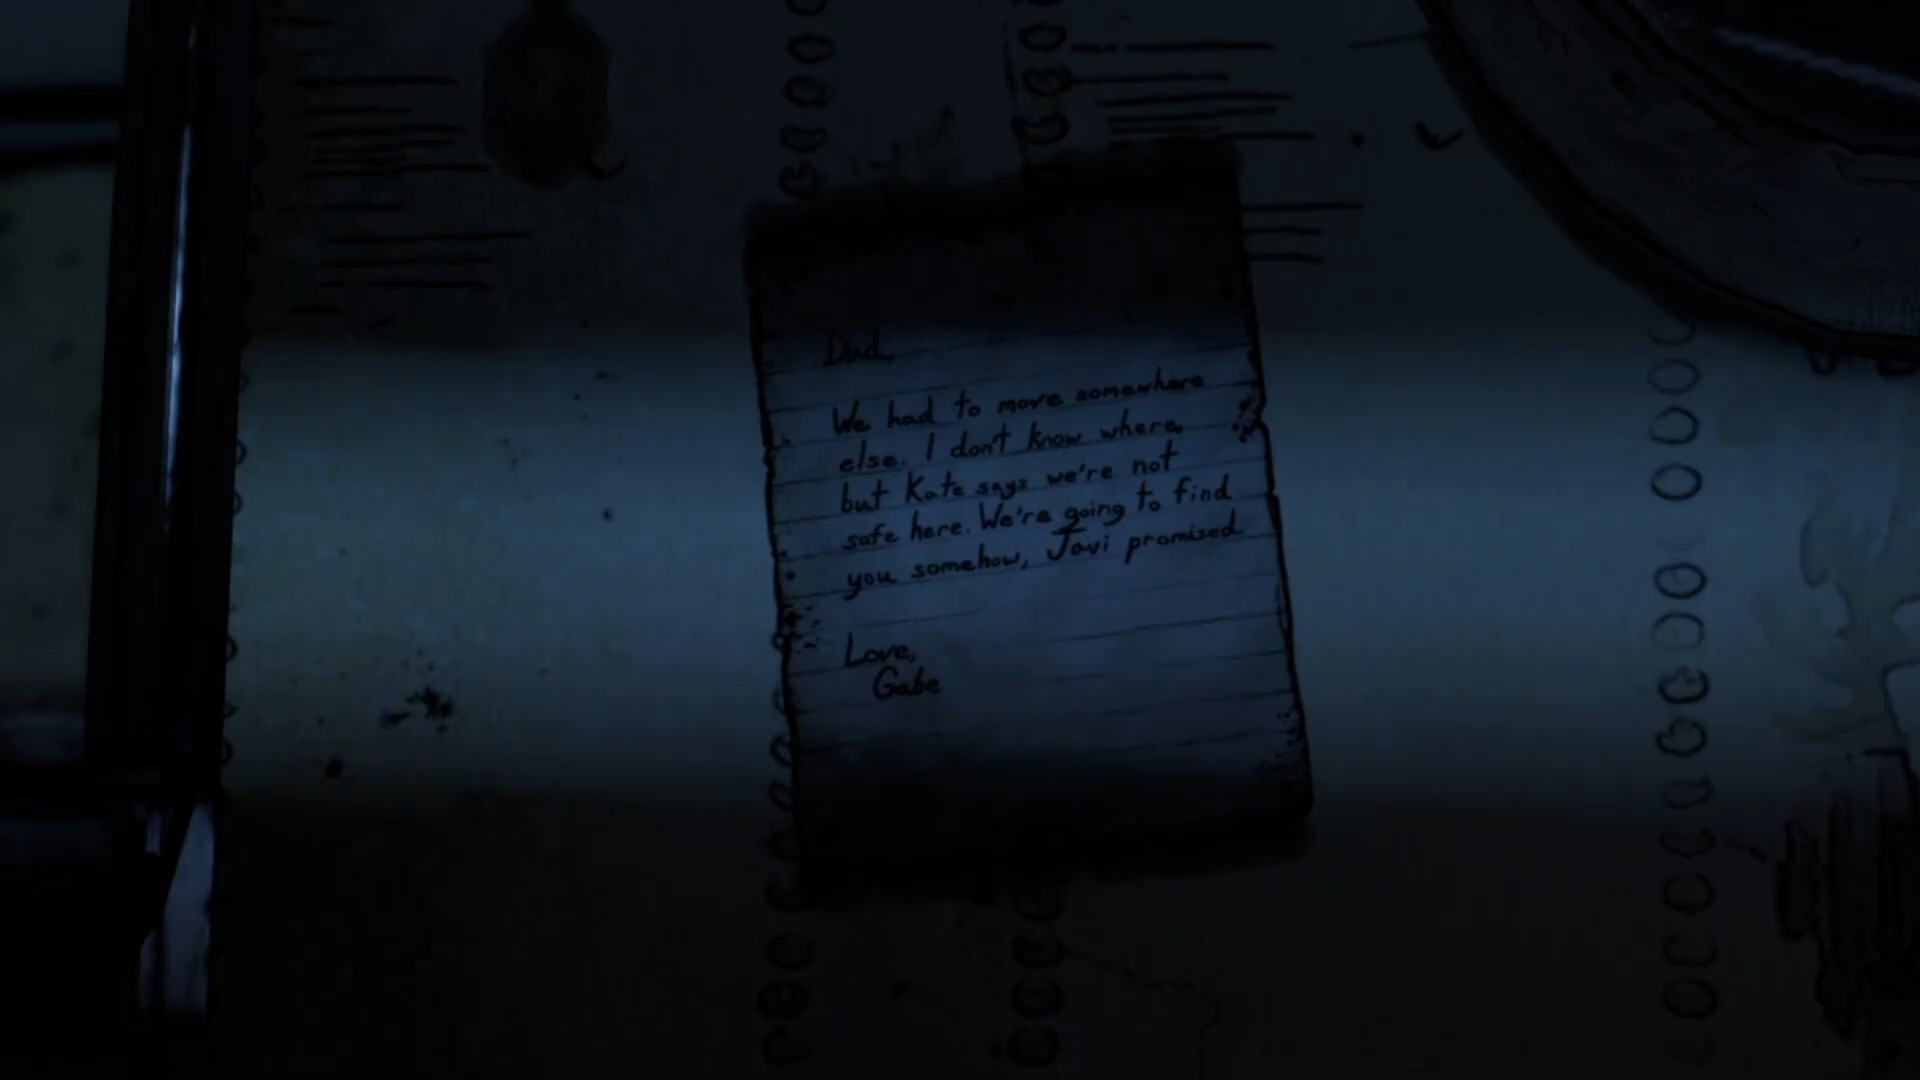 Dad,
We had to move somewhere
else. I don't know where,
but Kate says we're not
safe here. We're going to find
you somehow, Javi promised
Love,
Gabe